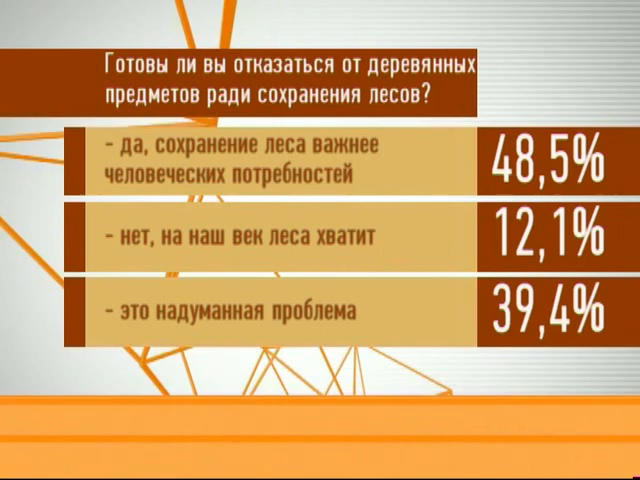 Готовы ли вы отказаться от деревянных
предметов ради сохранения лесов?
- да, сохранение леса важнее
человеческих потребностей
48,5%
- нет, на наш век леса хватит
12,1%
- это надуманная проблема
39,4%